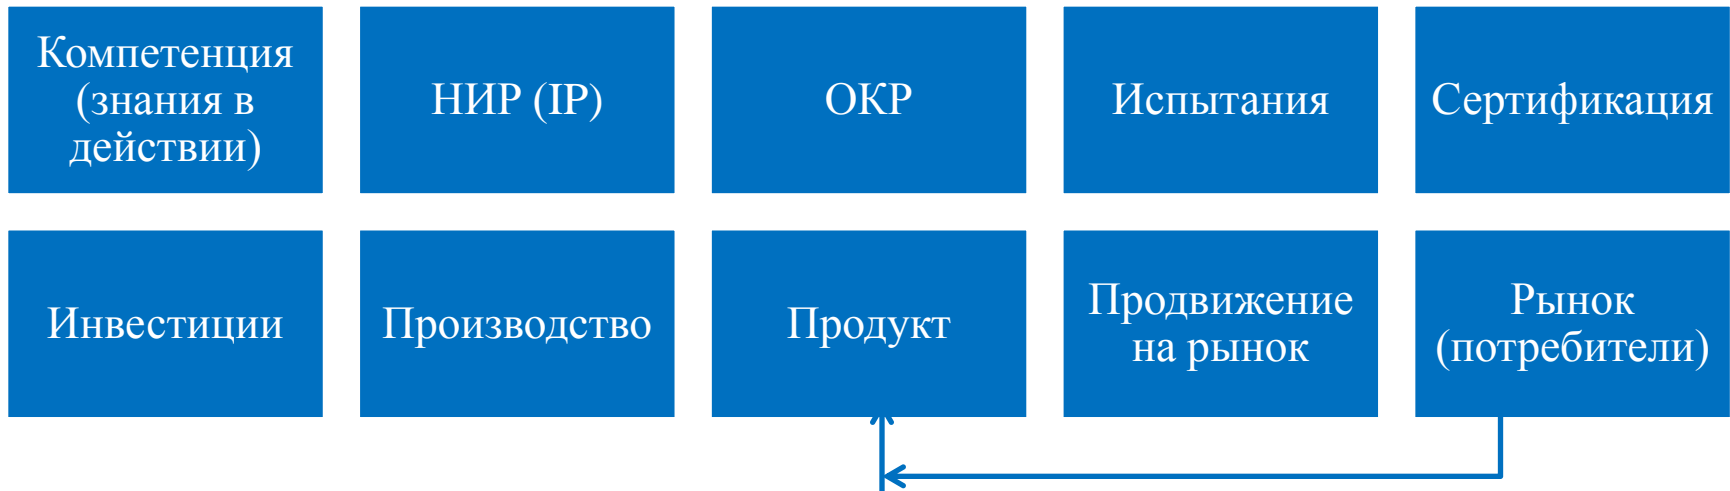 Компетенция
(знания в
действии)
НИР (IP)
ОКР
Испытания
Сертификация
Инвестиции
Производство
Продукт
Продвижение
на рынок
Рынок
(потребители)